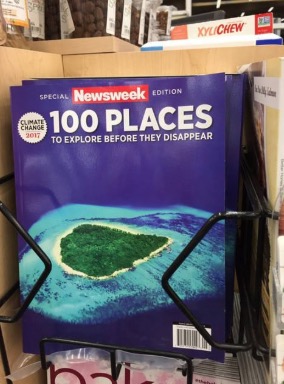 XYLICHEW
SPECIAL Newsweek EDITION
CLIMATE
CHANGE
2017
100 PLACES
TO EXPLORE BEFORE THEY DISAPPEAR